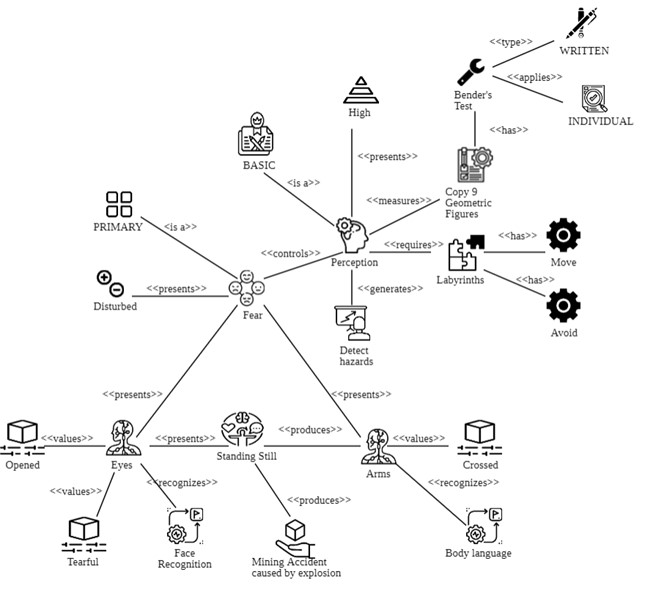 <<type>>
WRITTEN
<<applies>>
Bender's
Test
INDIVIDUAL
High
<<has>>
<<presents>>
BASIC
<is a>>
<<measures>>
Copy 9
Geometric
Figures
PRIMARY
<is a>>
<<controls>>
Perception
<<requires>>
<<has>>
Labyrinths
Move
<<has>>
Disturbed
<<presents>>
Fear
<<generates>>
Avoid
Detect
hazards
<<presents>>
<<presents>>
Opened
<<values>>
Eyes
<<presents>>
Standing Still
<<produces>>
Arms
<<values>>
Crossed
<<values>>
<<recognizes>>
<<produces>>
<<recognizes>>
Tearful
Face
Recognition
Mining Accident
caused by explosion
Body language